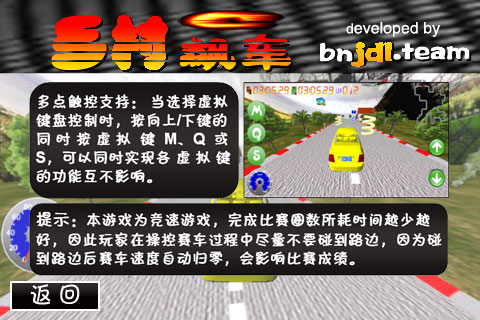 SM飙车
developed by
bnjdl.team
多点触控支持：当选择虚拟
键盘控制时，按向上/下键的
同时按虚拟键 M、Q 或
S，可以同时实现各虚拟键
的功能互不影响。
03:05.29 03:05.29
M
Q
S
提示：本游戏为竞速游戏，完成比赛圈数所耗时间越少越
好，因此玩家在操控赛车过程中尽量不要碰到路边，因为碰
到路边后赛车速度自动归零，会影响比赛成绩。
返回